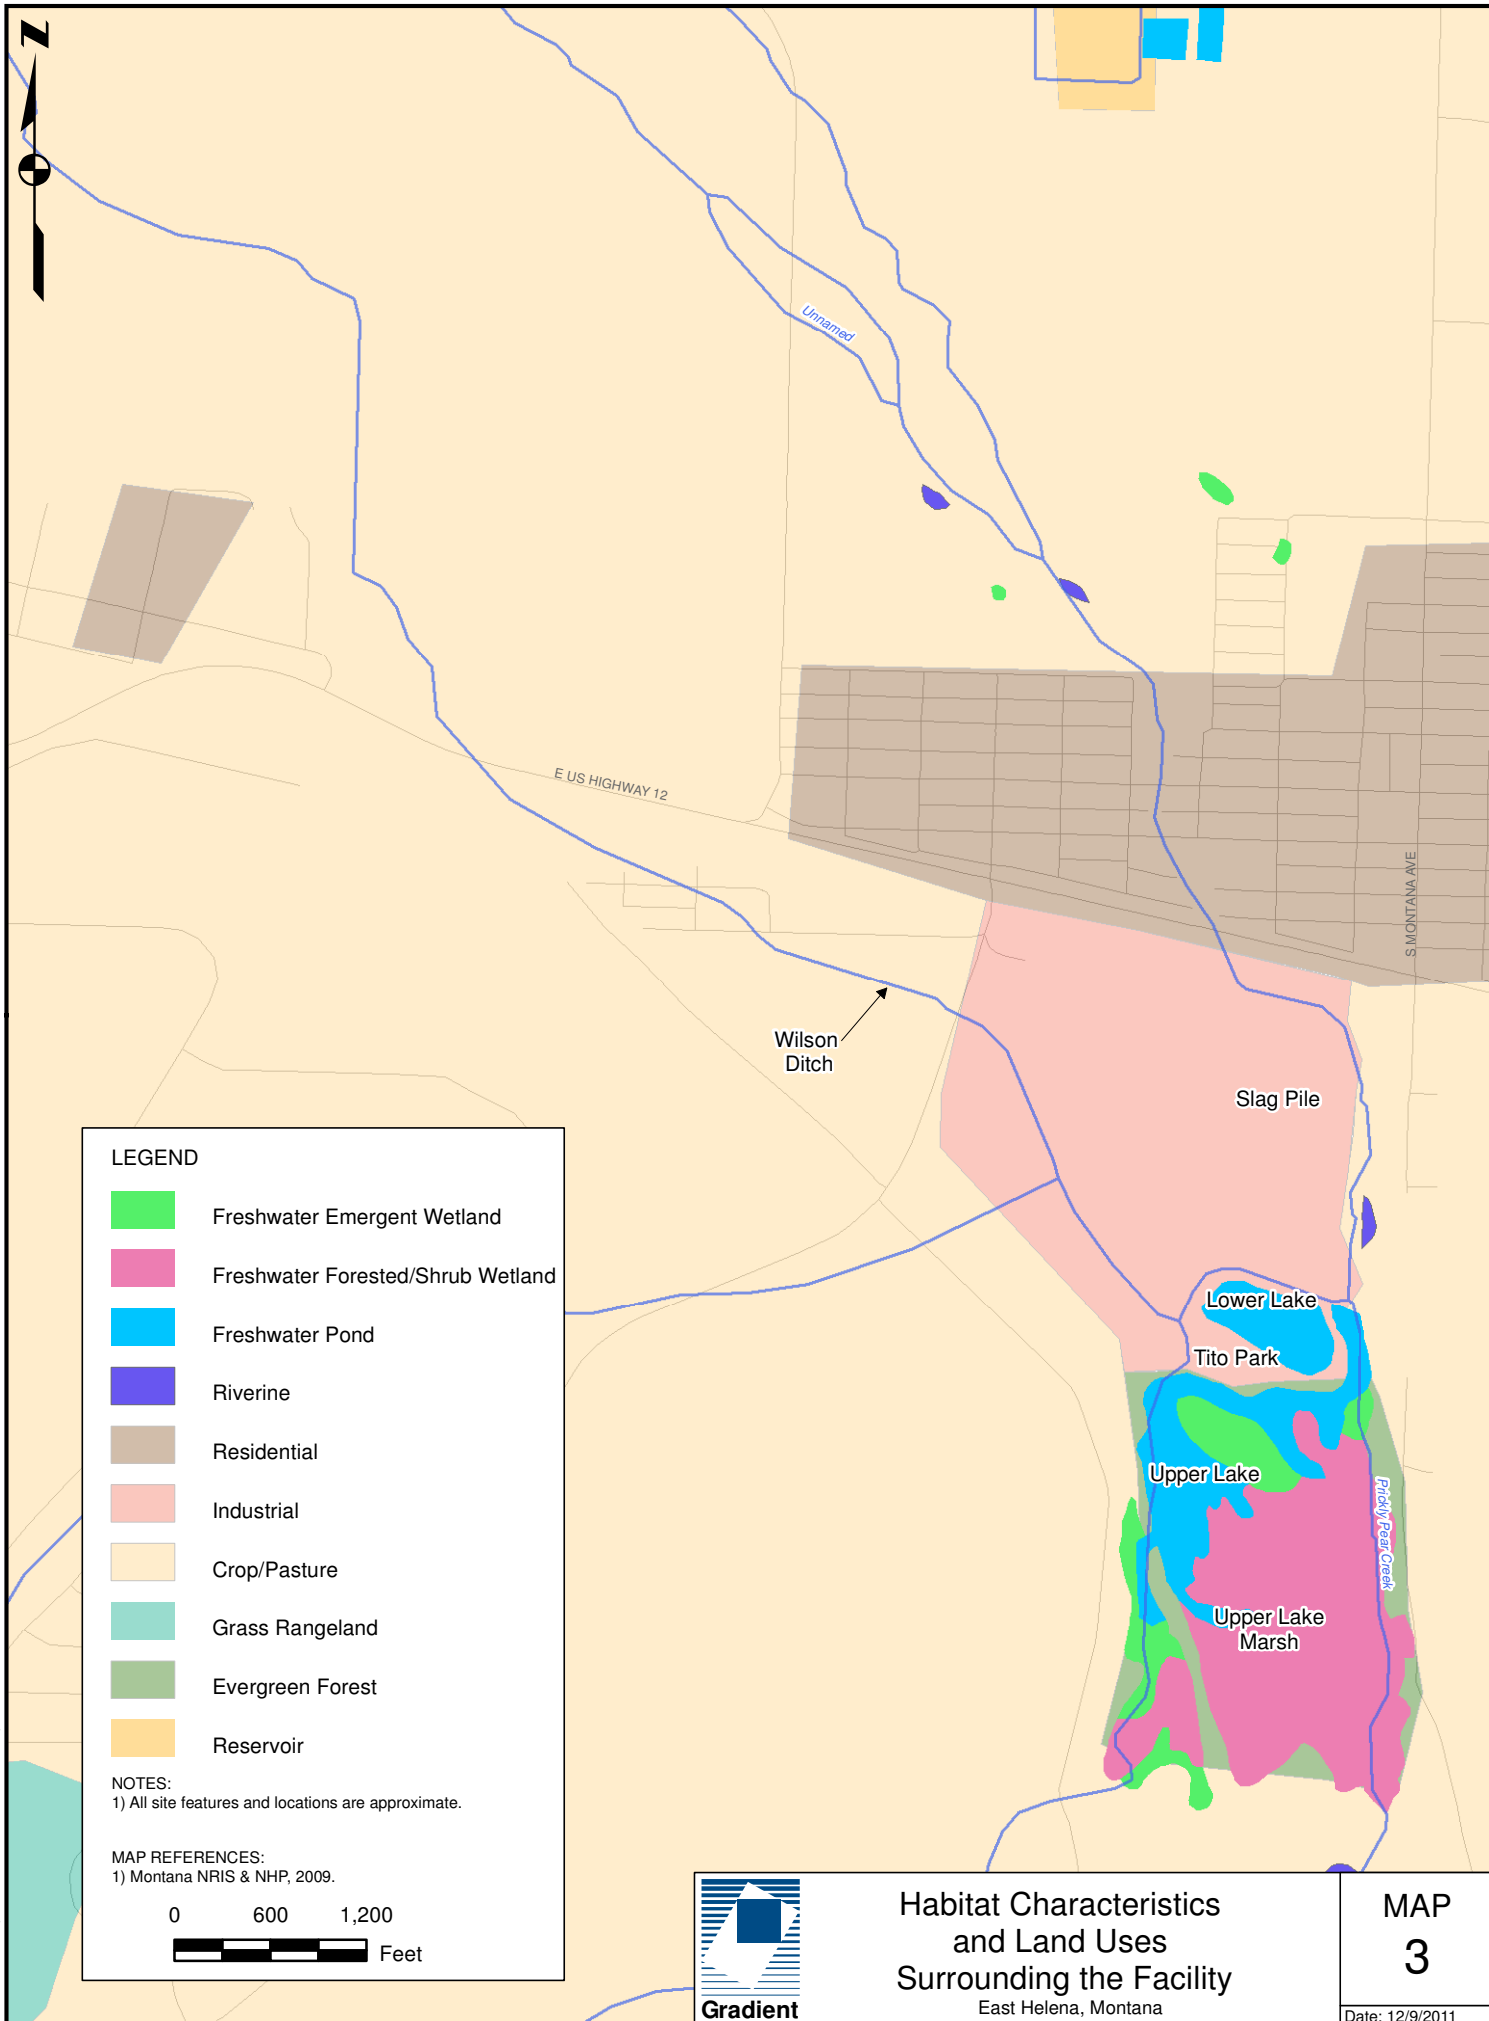 N
Unnamed
E US HIGHWAY 12
S MONTANA AVE
Wilson
Ditch
Slag Pile
Lower Lake
Tito Park
Upper Lake
Prickly Pear Creek
Upper Lake
Marsh
LEGEND
Freshwater Emergent Wetland
Freshwater Forested/Shrub Wetland
Freshwater Pond
Riverine
Residential
Industrial
Crop/Pasture
Grass Rangeland
Evergreen Forest
Reservoir
NOTES:
1) All site features and locations are approximate.
MAP REFERENCES:
1) Montana NRIS & NHP, 2009.
0 600 1,200
Feet
Gradient
Habitat Characteristics
and Land Uses
Surrounding the Facility
East Helena, Montana
MAP
3
Date: 12/9/2011